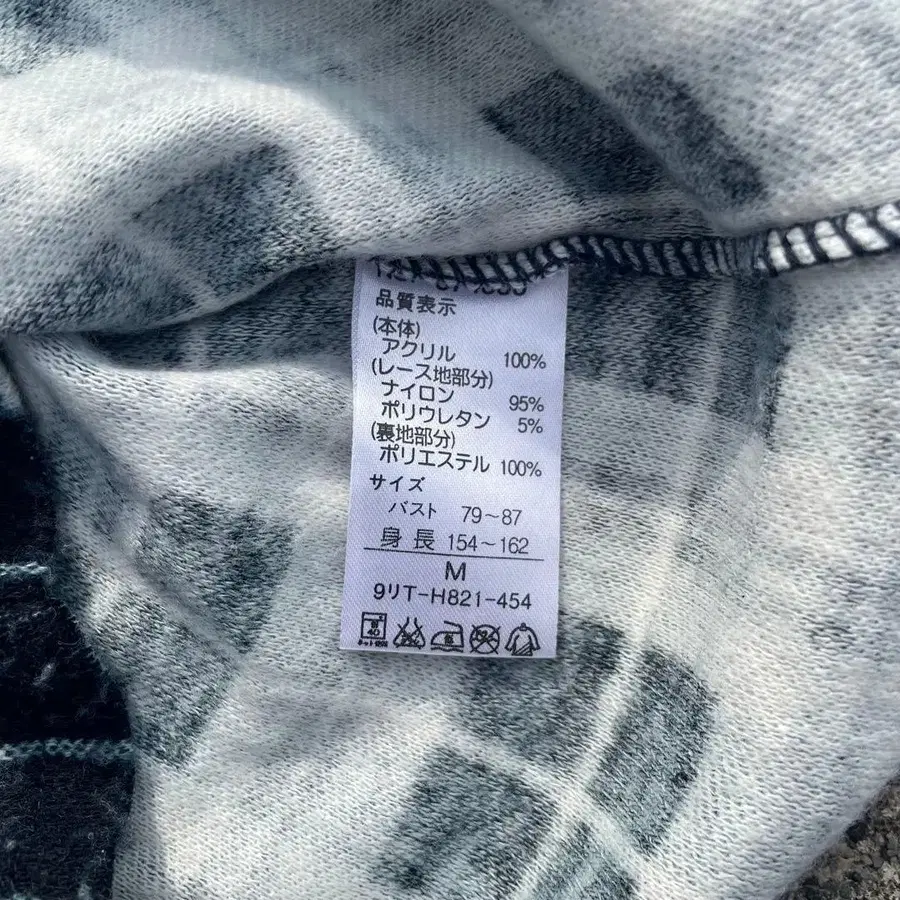 品質表示
(本体)
アクリル 100%
(レース地部分)
ナイロン 95%
ポリウレタン 5%
(裏地部分)
ポリエステル 100%
サイズ
バスト 79~87
身長 154~162
M
9リT-H821-454
40